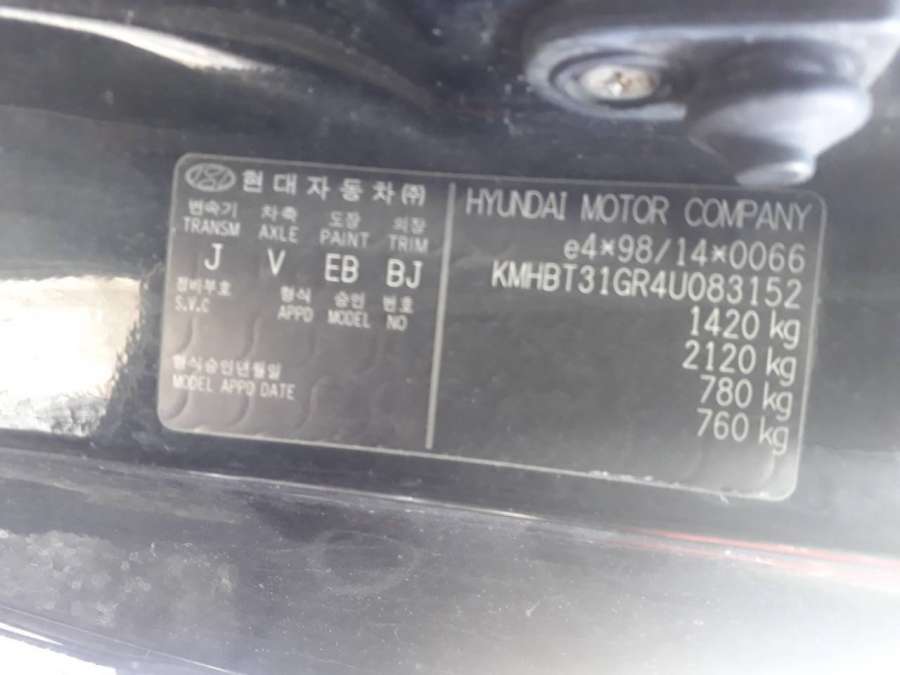 현대자동차㈜
변속기 차축 도장 의장
TRANSM AXLE PAINT TRIM
J V EB BJ
정비부호 형식 승인 번호
S.V.C APPD MODEL NO
형식승인년월일
MODEL APPD DATE
HYUNDAI MOTOR COMPANY
e4*98/14*0066
KMHBT31GR4U083152
1420 kg
2120 kg
780 kg
760 kg